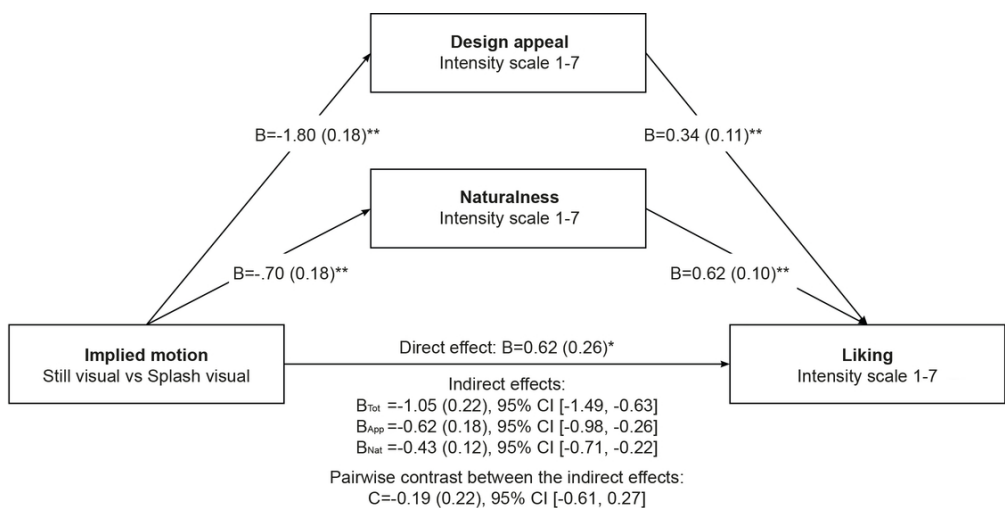 Design appeal
Intensity scale 1-7
B=-1.80 (0.18)**
B=0.34 (0.11)**
Naturalness
Intensity scale 1-7
B=-.70 (0.18)**
B=0.62 (0.10)**
Implied motion
Still visual vs Splash visual
Direct effect: B=0.62 (0.26)*
Liking
Intensity scale 1-7
Indirect effects:
BTot =-1.05 (0.22), 95% CI [-1.49, -0.63]
BApp =-0.62 (0.18), 95% CI [-0.98, -0.26]
BNat =-0.43 (0.12), 95% CI [-0.71, -0.22]
Pairwise contrast between the indirect effects:
C=-0.19 (0.22), 95% CI [-0.61, 0.27]